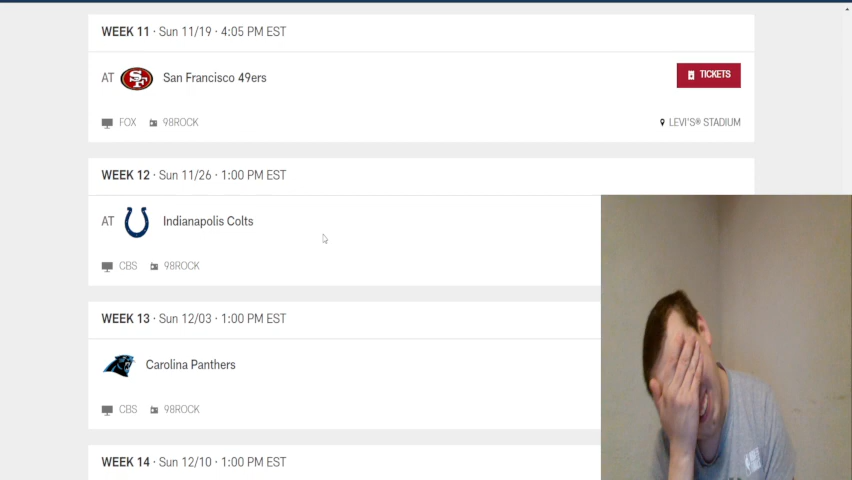 WEEK 11 · Sun 11/19 · 4:05 PM EST
AT SF San Francisco 49ers TICKETS
FOX 98ROCK LEVI'S® STADIUM
WEEK 12 · Sun 11/26 · 1:00 PM EST
AT Indianapolis Colts
CBS 98ROCK
WEEK 13 · Sun 12/03 · 1:00 PM EST
Carolina Panthers
CBS 98ROCK
WEEK 14 · Sun 12/10 · 1:00 PM EST